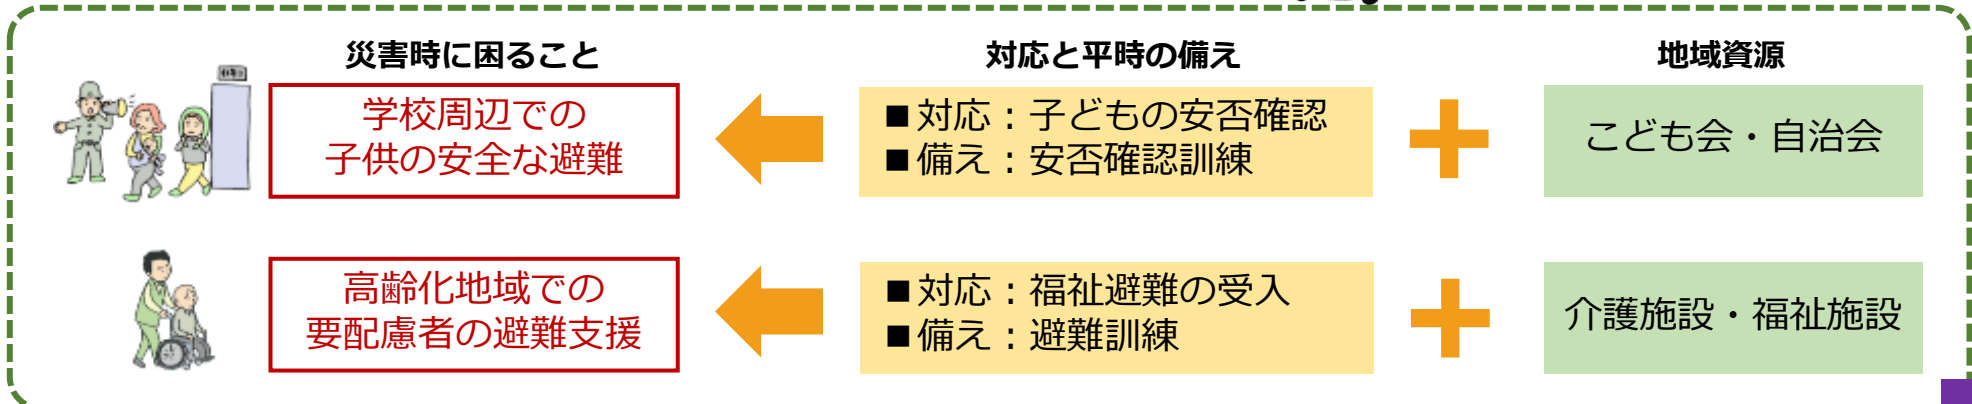 災害時に困ること
対応と平時の備え
地域資源
学校周辺での
子供の安全な避難
■対応：子どもの安否確認
■備え：安否確認訓練
こども会・自治会
高齢化地域での
要配慮者の避難支援
■対応：福祉避難の受入
■備え：避難訓練
介護施設・福祉施設